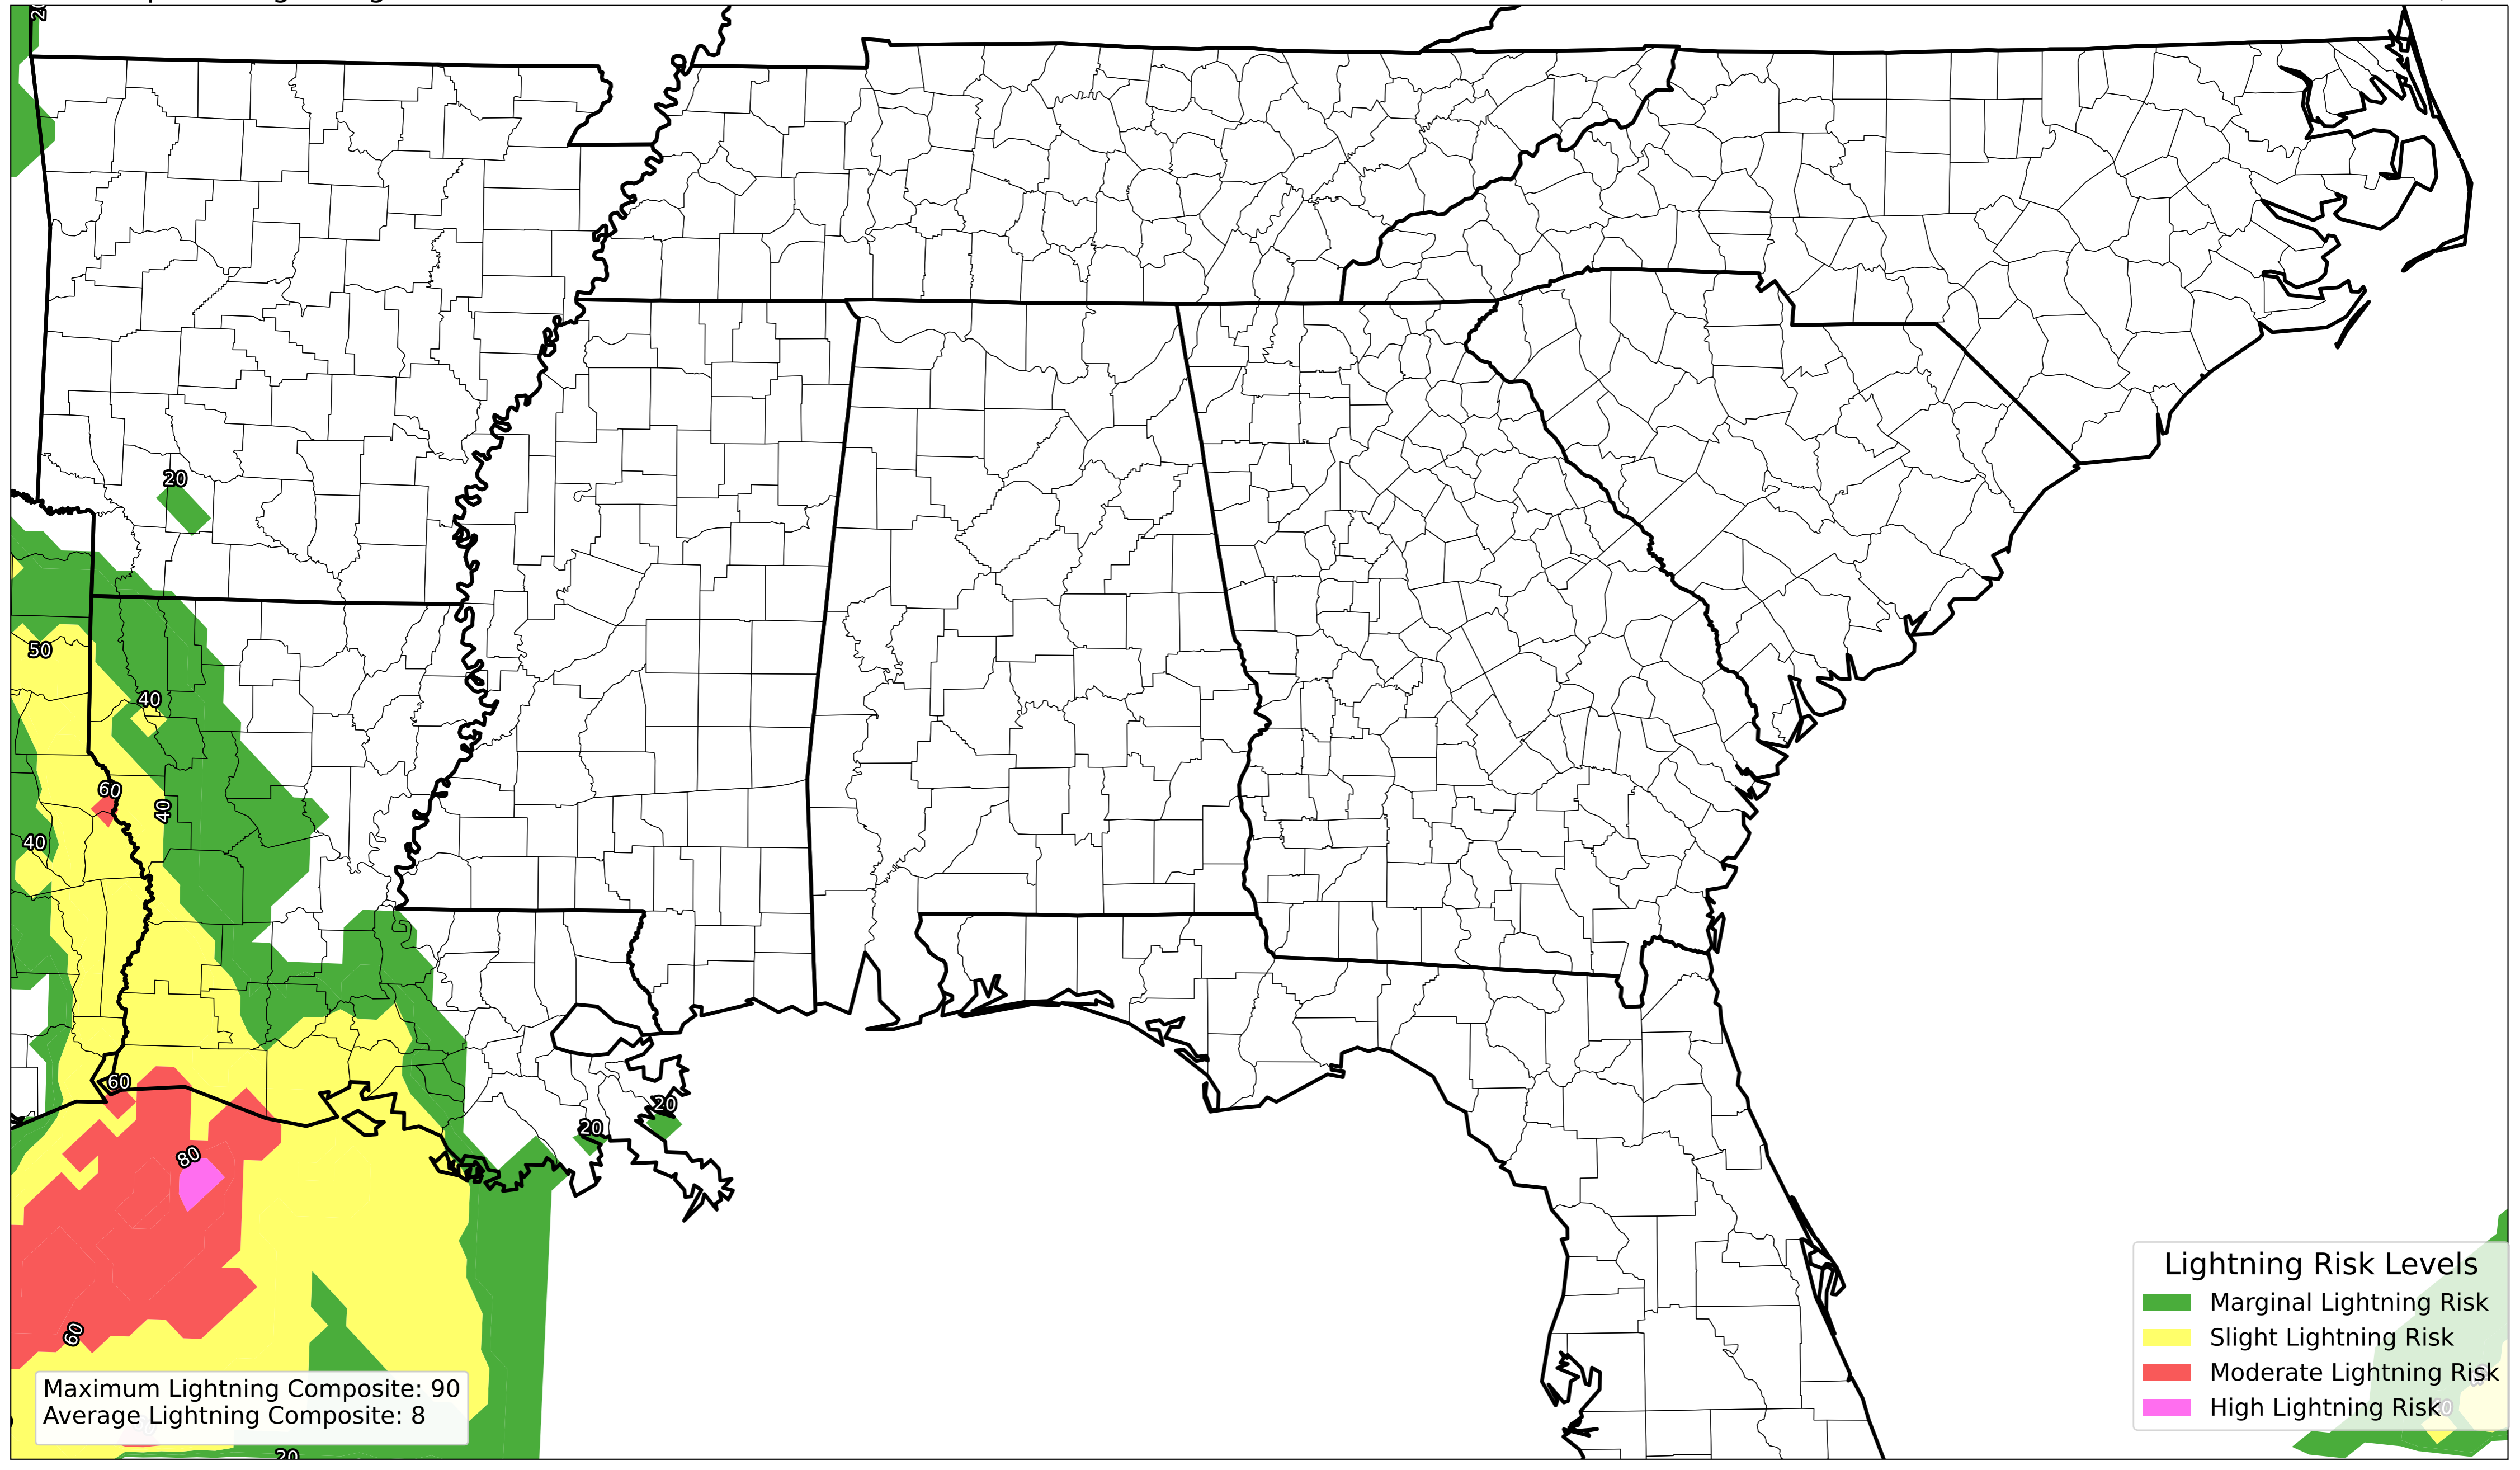 20
20
50
40
60
40
40
60
20
20
80
60
Lightning Risk Levels
Marginal Lightning Risk
Slight Lightning Risk
Moderate Lightning Risk
High Lightning Risk
Maximum Lightning Composite: 90
Average Lightning Composite: 8
20